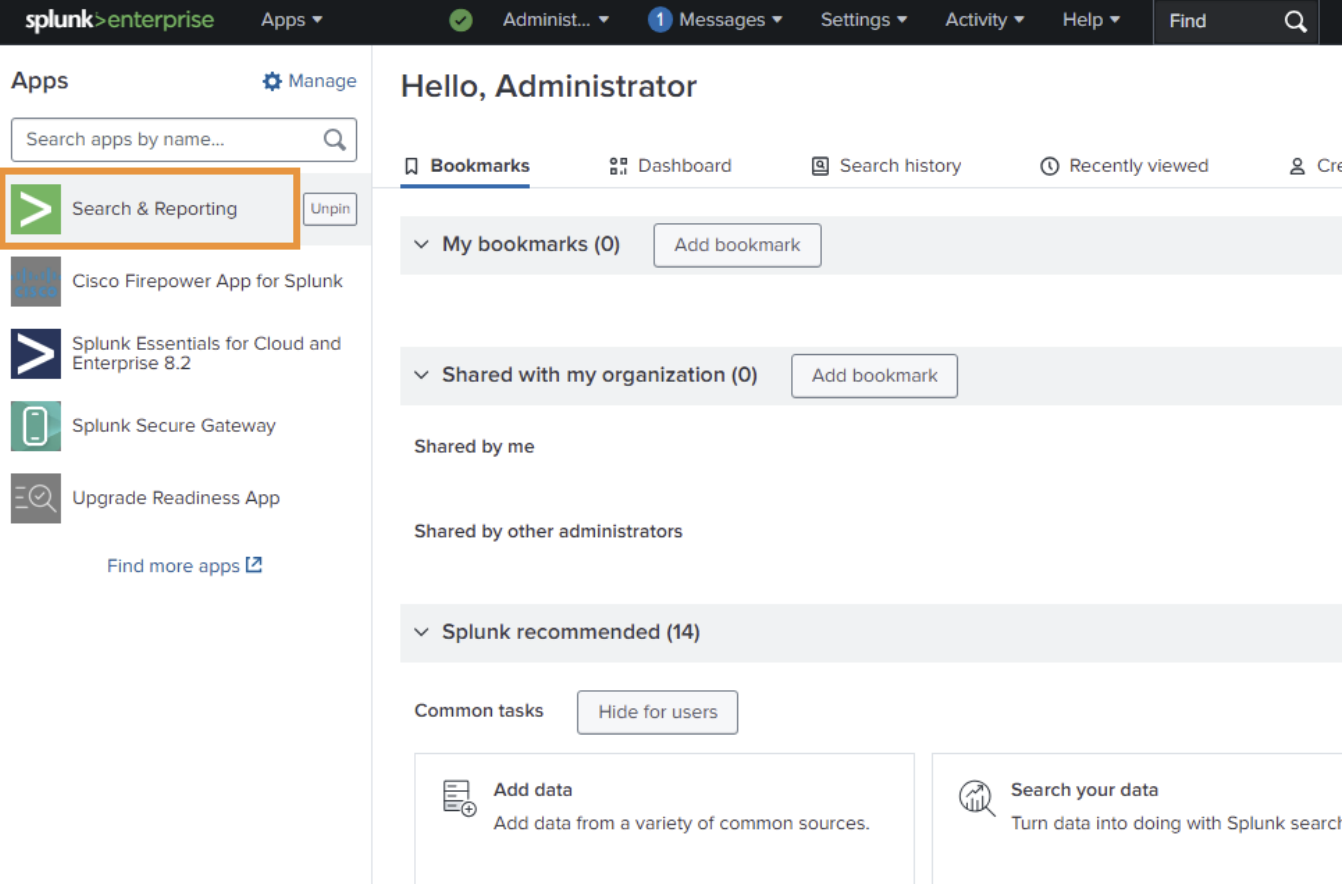 splunk>enterprise Apps Administ... 1 Messages Settings Activity Help Find
Apps Manage
Search apps by name...
Search & Reporting Unpin
Cisco Firepower App for Splunk
Splunk Essentials for Cloud and
Enterprise 8.2
Splunk Secure Gateway
Upgrade Readiness App
Find more apps
Hello, Administrator
Bookmarks Dashboard Search history Recently viewed Cre
My bookmarks (0) Add bookmark
Shared with my organization (0) Add bookmark
Shared by me
Shared by other administrators
Splunk recommended (14)
Common tasks Hide for users
Add data
Add data from a variety of common sources.
Search your data
Turn data into doing with Splunk search